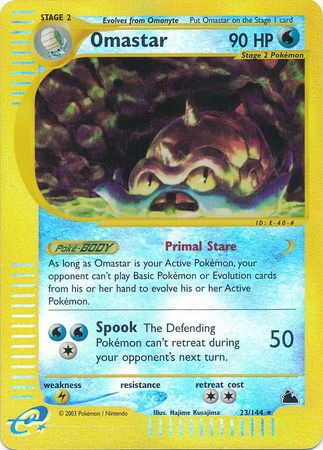 STAGE 2
Evolves from Omanyte
Put Omastar on the Stage 1 card
Omastar
90 HP
Stage 2 Pokémon
ID: E-40-#
Poké-BODY
Primal Stare
As long as Omastar is your Active Pokémon, your
opponent can't play Basic Pokémon or Evolution cards
from his or her hand to evolve his or her Active
Pokémon.
Spook The Defending
Pokémon can't retreat during
your opponent's next turn.
50
weakness
resistance
retreat cost
e
© 2003 Pokémon / Nintendo
Illus. Hajime Kusajima
23/144 ★